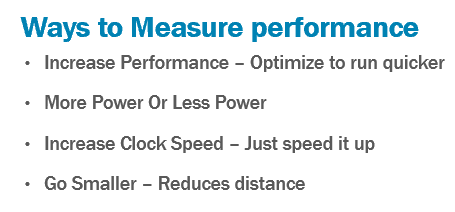 Ways to Measure performance
• Increase Performance – Optimize to run quicker
• More Power Or Less Power
• Increase Clock Speed – Just speed it up
• Go Smaller – Reduces distance